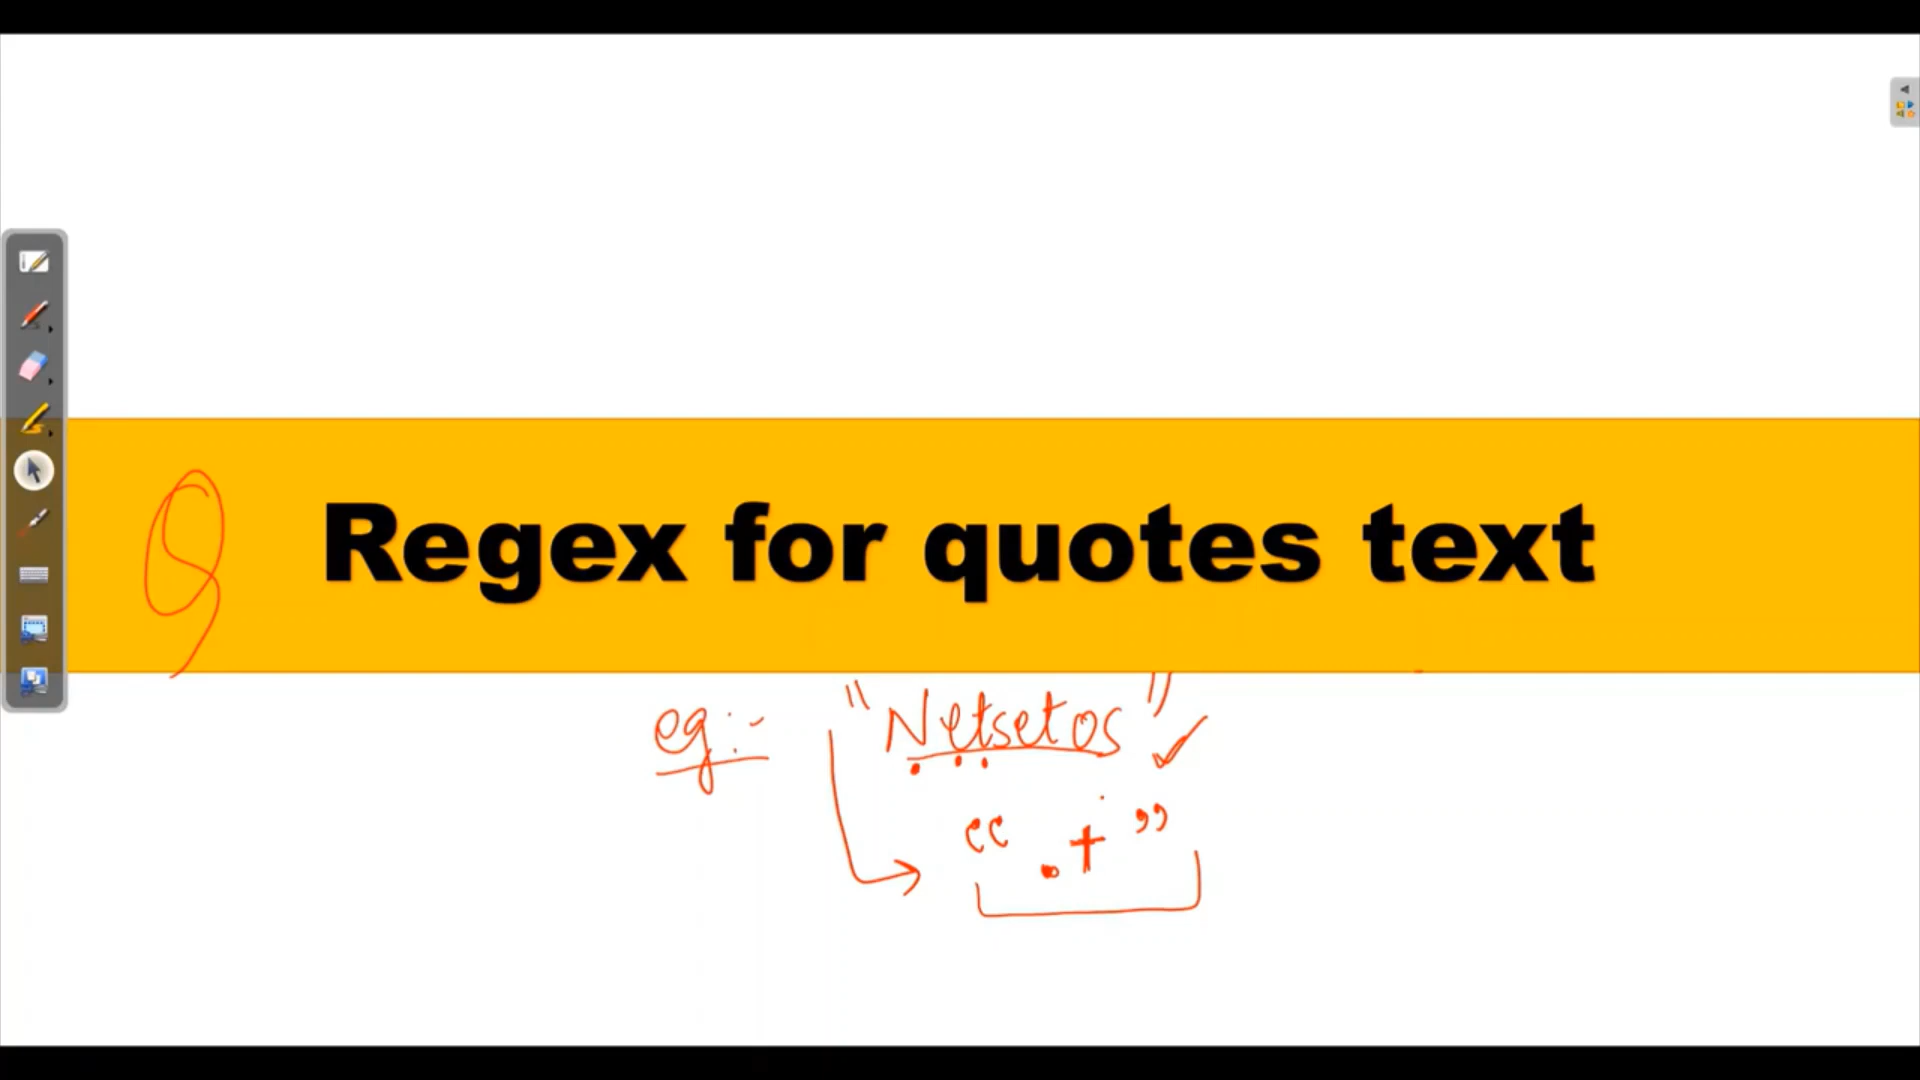 Q Regex for quotes text
eg:- "Netsetos"
" .+ "